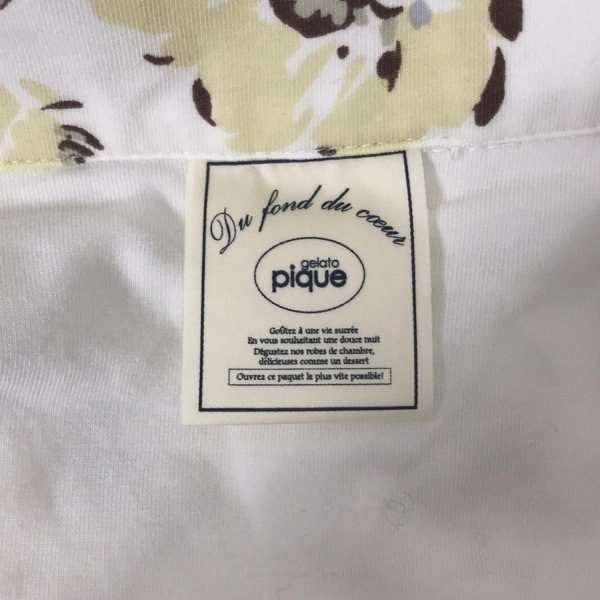 Du fond du cœur
gelato
pique
Goûtez à une vie sucrée
En vous souhaitant une douce nuit
Dégustez nos robes de chambre,
délicieuses comme un dessert
Ouvrez ce paquet le plus vite possible!